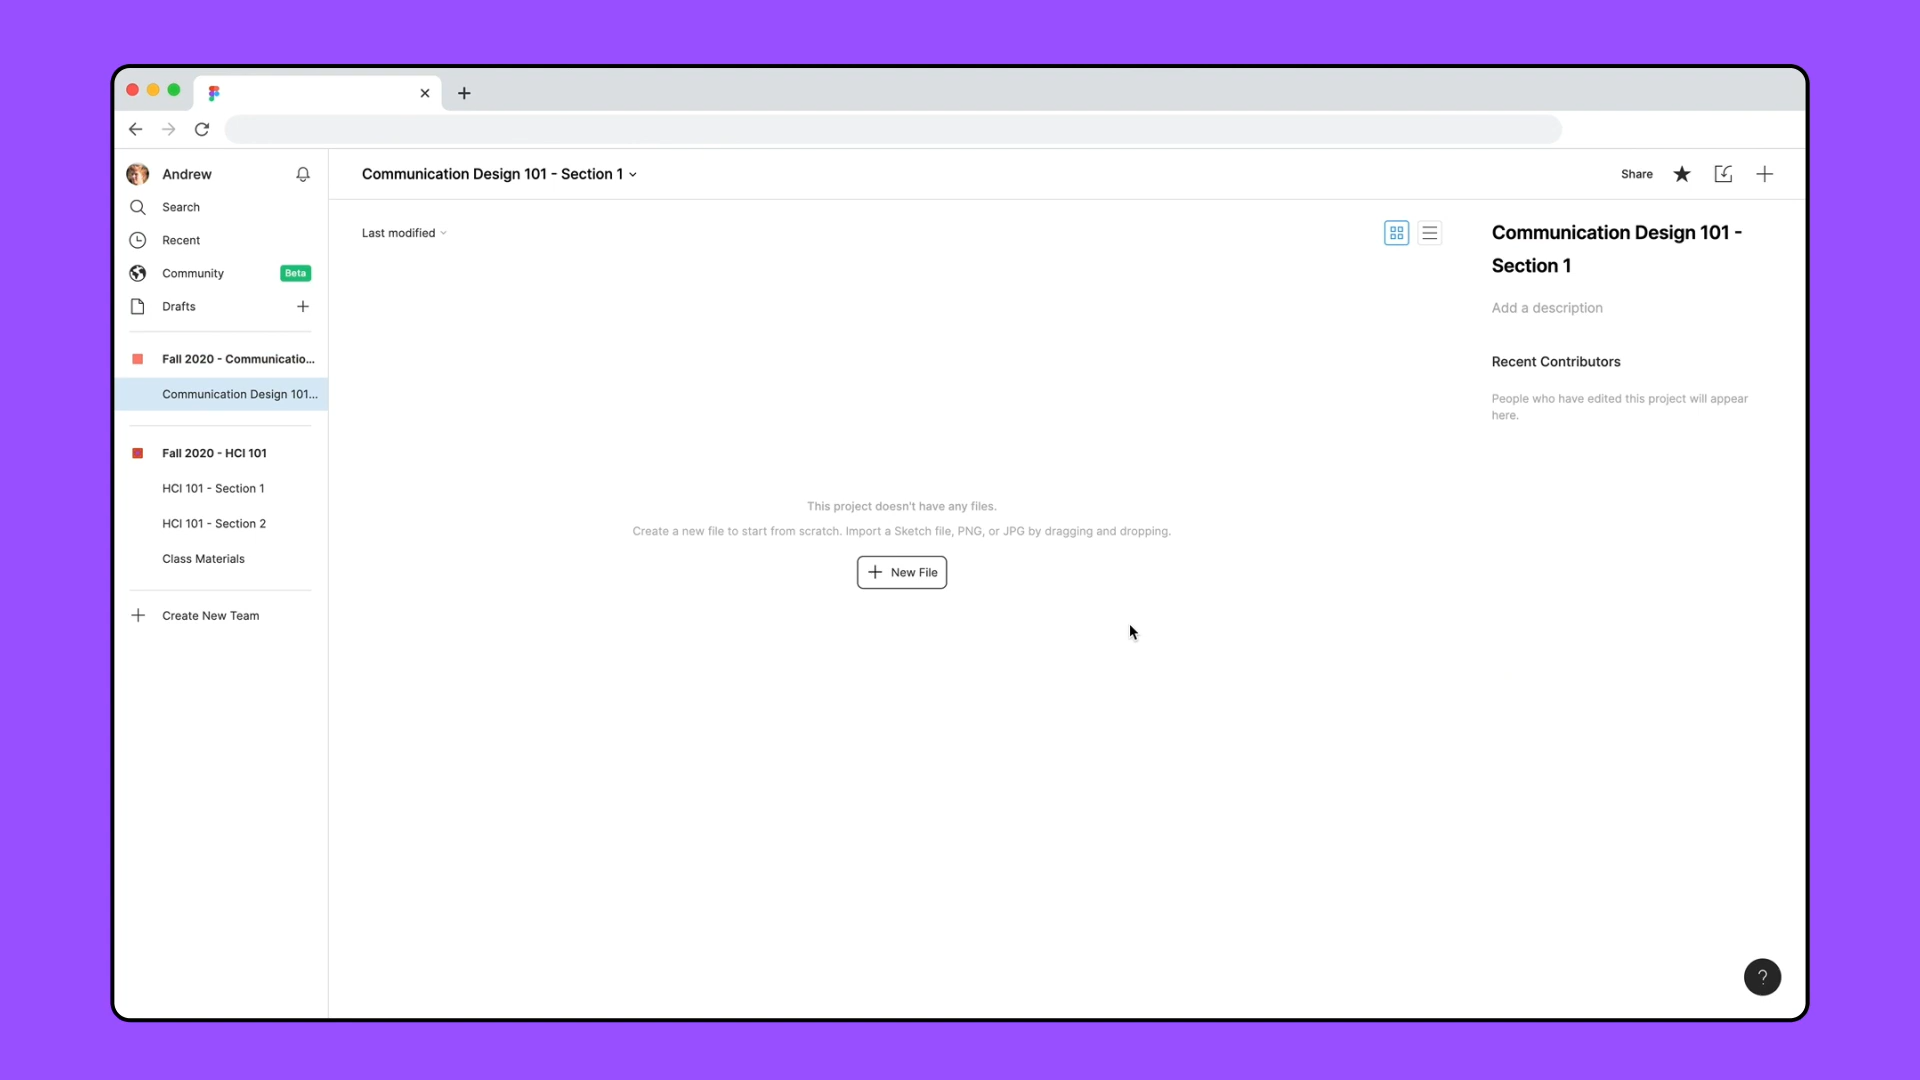 Andrew
Search
Recent
Community
Beta
Drafts
Fall 2020 - Communicatio...
Communication Design 101...
Fall 2020 - HCI 101
HCI 101 - Section 1
HCI 101 - Section 2
Class Materials
Create New Team
Communication Design 101 - Section 1
Share
Last modified
This project doesn't have any files.
Create a new file to start from scratch. Import a Sketch file, PNG, or JPG by dragging and dropping.
New File
Communication Design 101 -
Section 1
Add a description
Recent Contributors
People who have edited this project will appear
here.
?